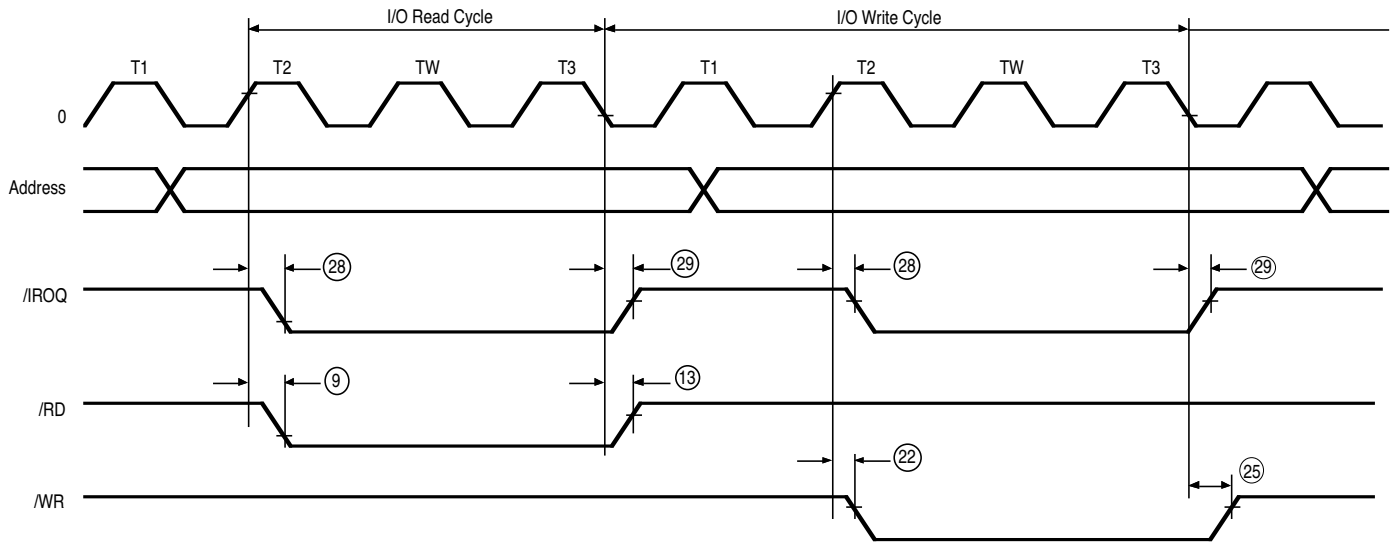 I/O Read Cycle I/O Write Cycle
T1 T2 TW T3 T1 T2 TW T3
0
Address
28 29 28 29
/IROQ
9 13
/RD
22 25
/WR